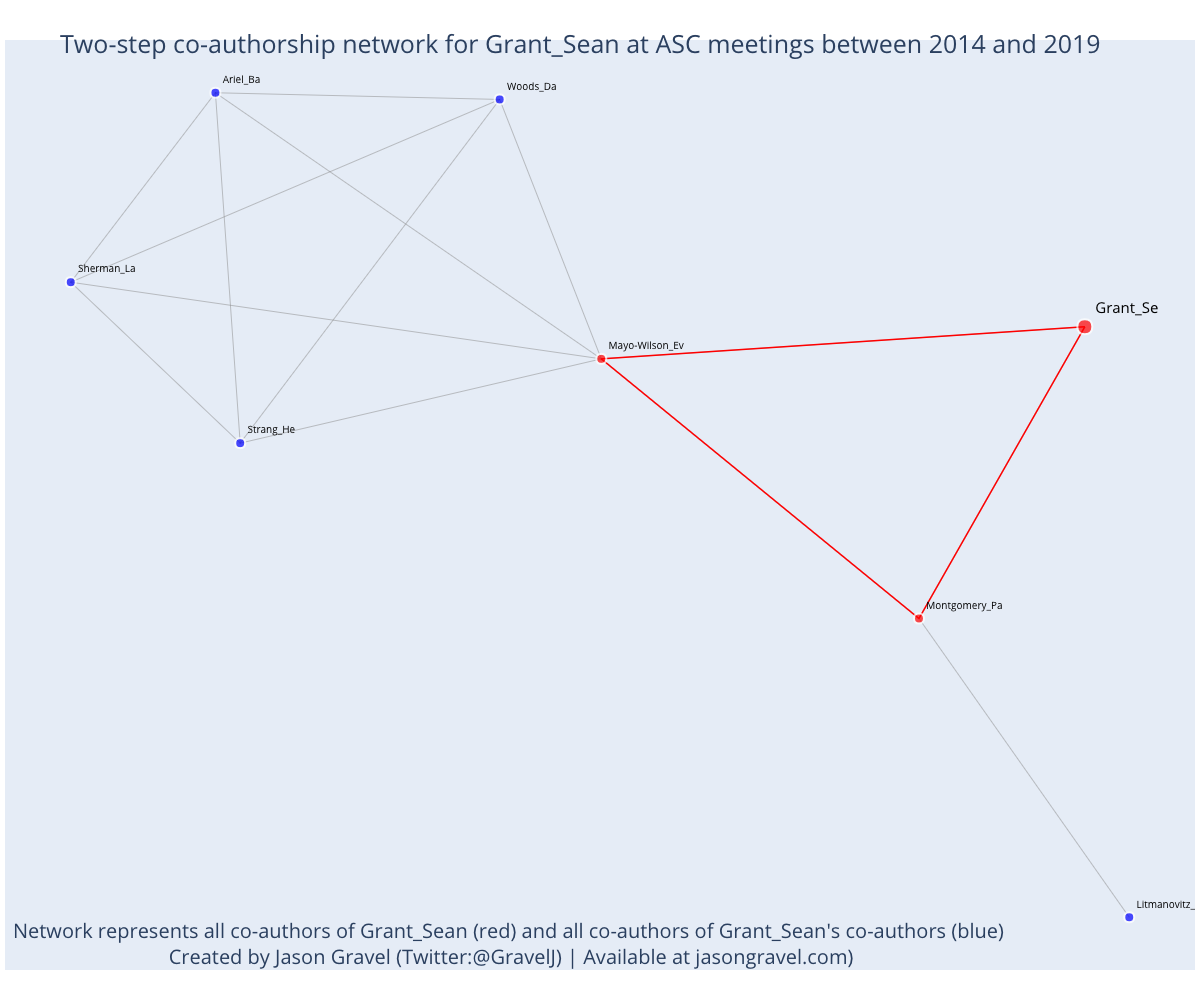 Two-step co-authorship network for Grant_Sean at ASC meetings between 2014 and 2019
Ariel_Ba
Woods_Da
Sherman_La
Grant_Se
Mayo-Wilson_Ev
Strang_He
Montgomery_Pa
Litmanovitz_
Network represents all co-authors of Grant_Sean (red) and all co-authors of Grant_Sean's co-authors (blue)
Created by Jason Gravel (Twitter:@GravelJ) | Available at jasongravel.com)